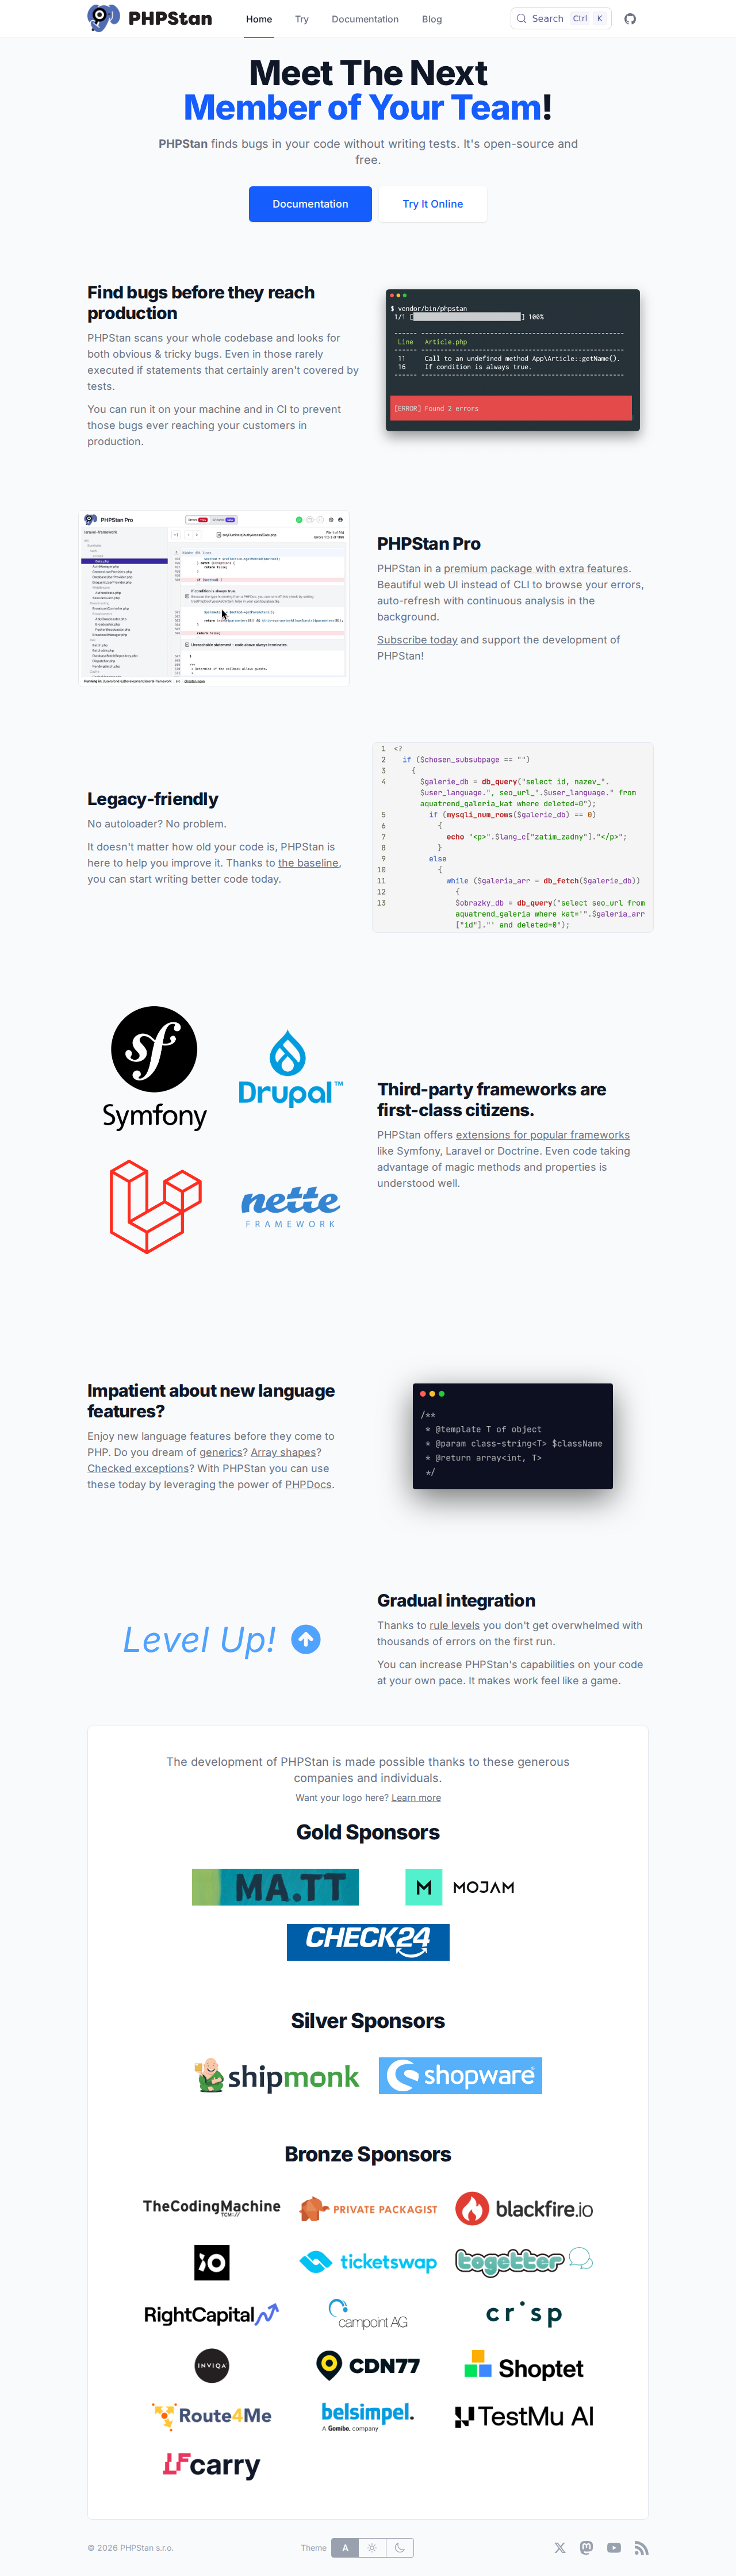 PHPStan
Home
Try
Documentation
Blog
Search
Ctrl
K
Meet The Next
Member of Your Team!
PHPStan finds bugs in your code without writing tests. It's open-source and
free.
Documentation
Try It Online
Find bugs before they reach
production
PHPStan scans your whole codebase and looks for
both obvious & tricky bugs. Even in those rarely
executed if statements that certainly aren't covered by
tests.
You can run it on your machine and in CI to prevent
those bugs ever reaching your customers in
production.
$ vendor/bin/phpstan
1/1 [ ] 100%
Line Article.php
11 Call to an undefined method App\Article::getName().
16 If condition is always true.
[ERROR] Found 2 errors
PHPStan Pro
If condition is always true.
Unreachable statement - code above always terminates.
PHPStan Pro
PHPStan in a premium package with extra features.
Beautiful web UI instead of CLI to browse your errors,
auto-refresh with continuous analysis in the
background.
Subscribe today and support the development of
PHPStan!
Legacy-friendly
No autoloader? No problem.
It doesn't matter how old your code is, PHPStan is
here to help you improve it. Thanks to the baseline,
you can start writing better code today.
1 <?
2 if ($chosen_subsubpage == "")
3 {
4 $galerie_db = db_query("select id, nazev_".
$user_language.", seo_url_".$user_language." from
aquatrend_galeria_kat where deleted=0");
5 if (mysqli_num_rows($galerie_db) == 0)
6 {
7 echo "<p>".$lang_c["zatim_zadny"]."</p>";
8 }
9 else
10 {
11 while ($galeria_arr = db_fetch($galerie_db))
12 {
13 $obrazky_db = db_query("select seo_url from
aquatrend_galeria where kat='".$galeria_arr
["id"]."' and deleted=0");
Symfony
Drupal™
nette
FRAMEWORK
Third-party frameworks are
first-class citizens.
PHPStan offers extensions for popular frameworks
like Symfony, Laravel or Doctrine. Even code taking
advantage of magic methods and properties is
understood well.
Impatient about new language
features?
Enjoy new language features before they come to
PHP. Do you dream of generics? Array shapes?
Checked exceptions? With PHPStan you can use
these today by leveraging the power of PHPDocs.
/**
* @template T of object
* @param class-string<T> $className
* @return array<int, T>
*/
Level Up!
Gradual integration
Thanks to rule levels you don't get overwhelmed with
thousands of errors on the first run.
You can increase PHPStan's capabilities on your code
at your own pace. It makes work feel like a game.
The development of PHPStan is made possible thanks to these generous
companies and individuals.
Want your logo here? Learn more
Gold Sponsors
MA.TT
MOJAM
CHECK24
Silver Sponsors
shipmonk
shopware
Bronze Sponsors
TheCodingMachine
TCM://
PRIVATE PACKAGIST
blackfire.io
iO
ticketswap
togetter
RightCapital
campoint AG
crisp
INVIQA
CDN77
Shoptet
Route4Me
belsimpel.
A Gomibo. company
TestMu AI
LFcarry
© 2026 PHPStan s.r.o.
Theme
A